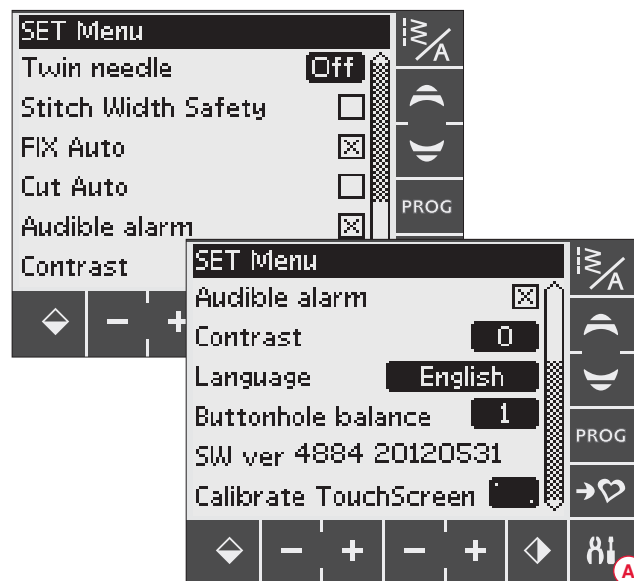 SET Menu
Twin needle Off
Stitch Width Safety
FIX Auto
Cut Auto
Audible alarm
Contrast
A
PROG
SET Menu
Audible alarm
Contrast 0
Language English
Buttonhole balance 1
SW ver 4884 20120531
Calibrate TouchScreen
A
PROG
A